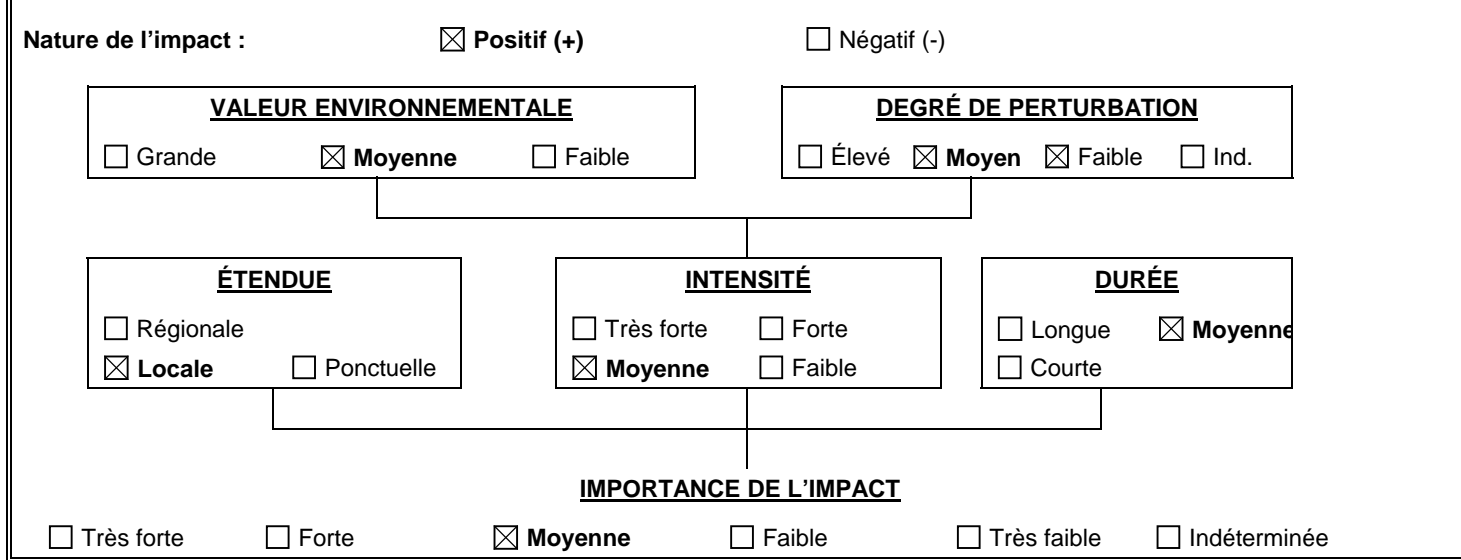 Nature de l’impact : ☒ Positif (+) ☐ Négatif (-)
VALEUR ENVIRONNEMENTALE
☐ Grande ☒ Moyenne ☐ Faible
DEGRÉ DE PERTURBATION
☐ Élevé ☒ Moyen ☒ Faible ☐ Ind.
ÉTENDUE
☐ Régionale
☒ Locale ☐ Ponctuelle
INTENSITÉ
☐ Très forte ☐ Forte
☒ Moyenne ☐ Faible
DURÉE
☐ Longue ☒ Moyenne
☐ Courte
IMPORTANCE DE L’IMPACT
☐ Très forte ☐ Forte ☒ Moyenne ☐ Faible ☐ Très faible ☐ Indéterminée